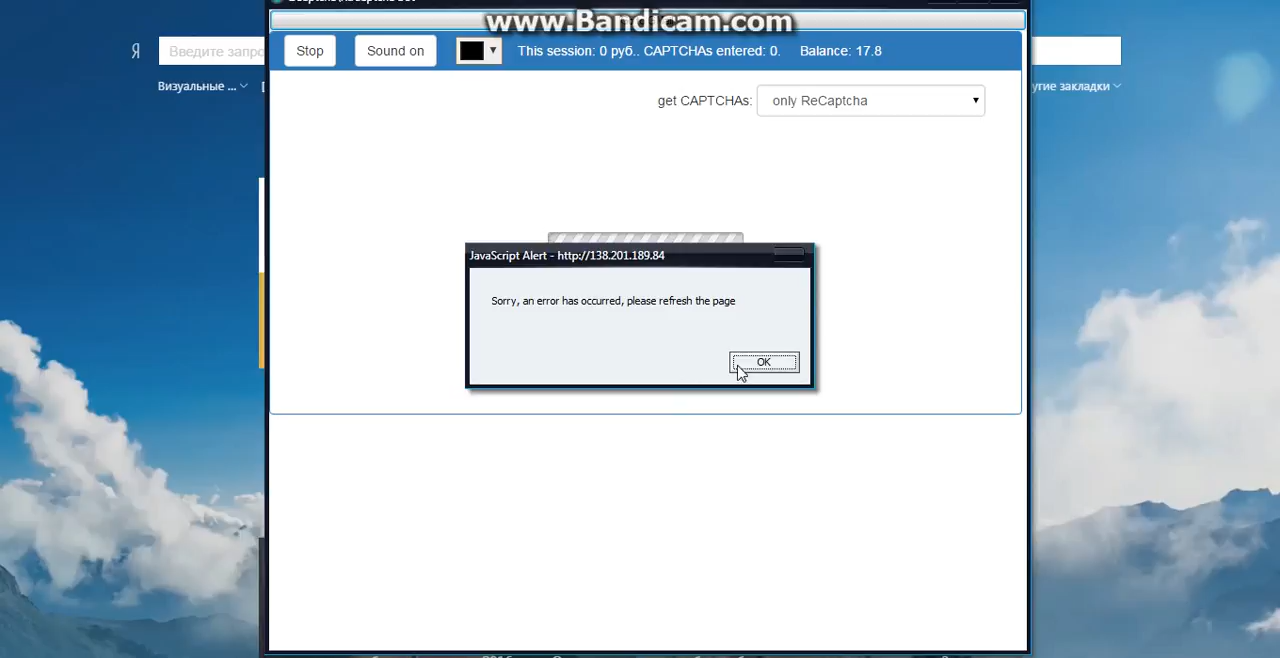 www.Bandicam.com
Я
Введите запро
Stop
Sound on
This session: 0 руб.. CAPTCHAs entered: 0.
Balance: 17.8
Визуальные ...
угие закладки
get CAPTCHAs:
only ReCaptcha
JavaScript Alert - http://138.201.189.84
Sorry, an error has occurred, please refresh the page
OK